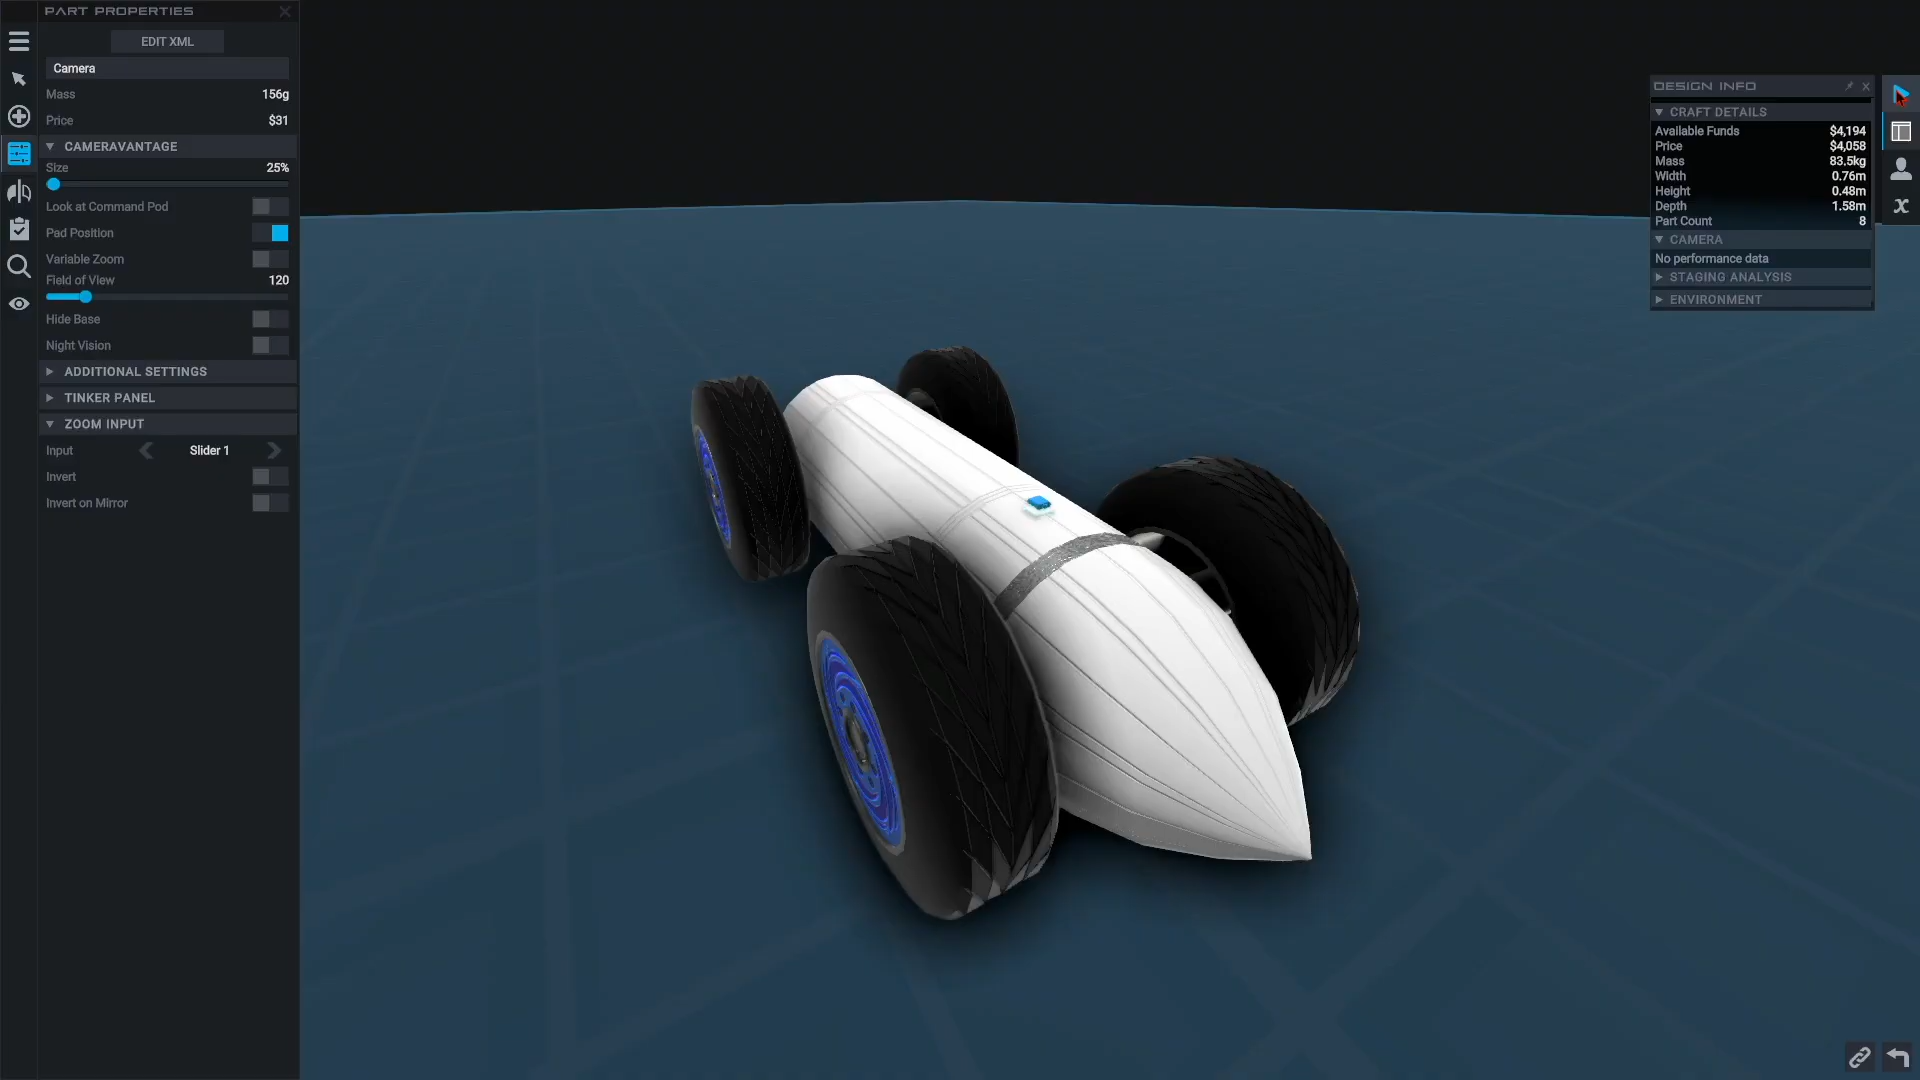 PART PROPERTIES
EDIT XML
Camera
Mass 156g
Price $31
CAMERAVANTAGE
Size 25%
Look at Command Pod
Pad Position
Variable Zoom
Field of View 120
Hide Base
Night Vision
ADDITIONAL SETTINGS
TINKER PANEL
ZOOM INPUT
Input Slider 1
Invert
Invert on Mirror
DESIGN INFO
CRAFT DETAILS
Available Funds $4,194
Price $4,058
Mass 83.5kg
Width 0.76m
Height 0.48m
Depth 1.58m
Part Count 8
CAMERA
No performance data
STAGING ANALYSIS
ENVIRONMENT